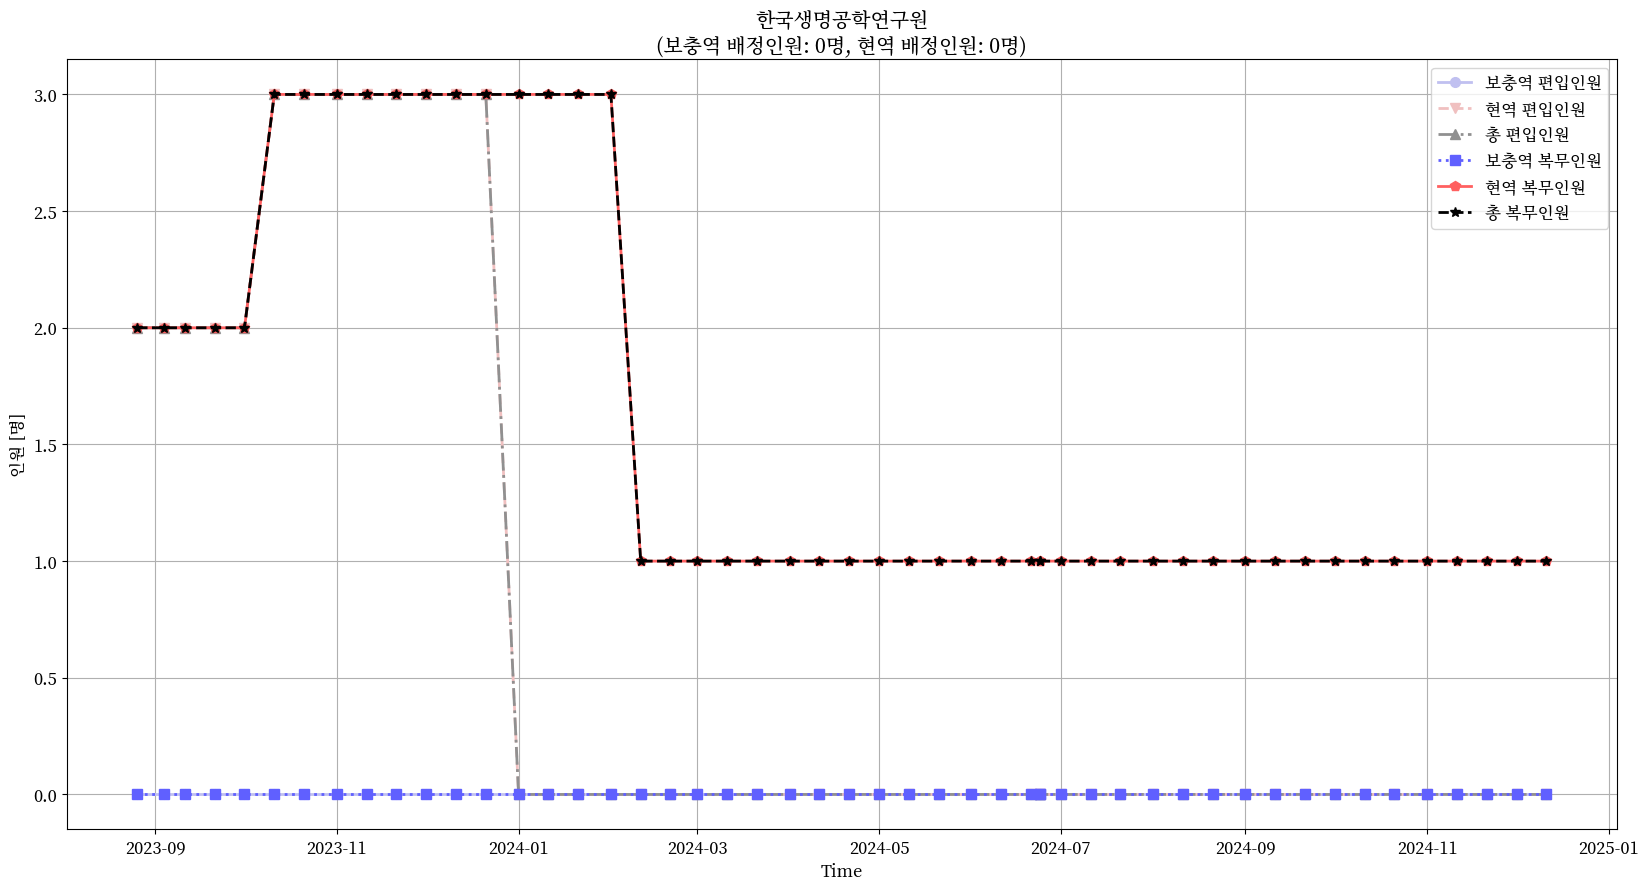 한국생명공학연구원
(보충역 배정인원: 0명, 현역 배정인원: 0명)
보충역 편입인원
현역 편입인원
총 편입인원
보충역 복무인원
현역 복무인원
총 복무인원
3.0
2.5
2.0
1.5
1.0
0.5
0.0
인원 [명]
2023-09
2023-11
2024-01
2024-03
2024-05
2024-07
2024-09
2024-11
2025-01
Time